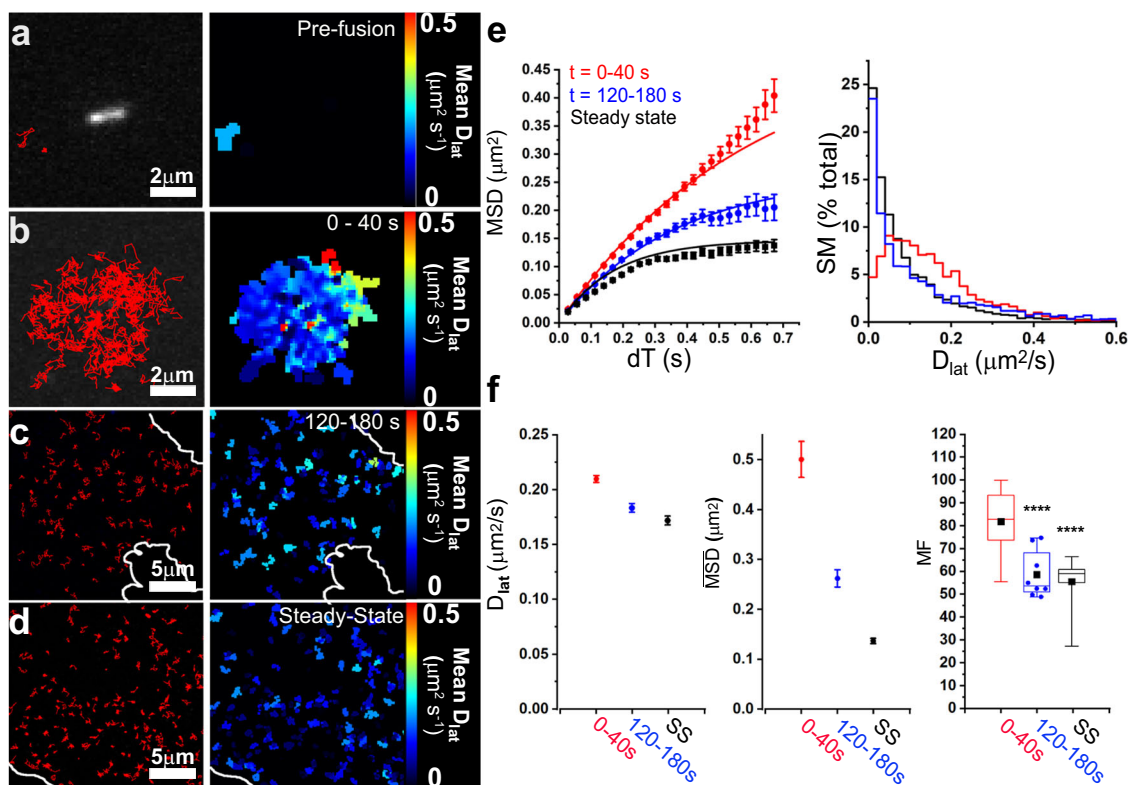 a
Pre-fusion
2μm
0.5
Mean Dlat
(μm² s⁻¹)
0
b
0 - 40 s
2μm
0.5
Mean Dlat
(μm² s⁻¹)
0
c
120-180 s
5μm
0.5
Mean Dlat
(μm² s⁻¹)
0
d
Steady-State
5μm
0.5
Mean Dlat
(μm² s⁻¹)
0
e
t = 0-40 s
t = 120-180 s
Steady state
MSD (μm²)
0.45
0.40
0.35
0.30
0.25
0.20
0.15
0.10
0.05
0.00
0.0 0.1 0.2 0.3 0.4 0.5 0.6 0.7
dT (s)
SM (% total)
25
20
15
10
5
0
0.0 0.2 0.4 0.6
Dlat (μm²/s)
f
Dlat (μm²/s)
0.25
0.20
0.15
0.10
0.05
0.00
0-40s
120-180s
SS
MSD (μm²)
0.5
0.4
0.3
0.2
0.1
0.0
0-40s
120-180s
SS
MF
120
110
100
90
80
70
60
50
40
30
20
10
0
****
****
0-40s
120-180s
SS